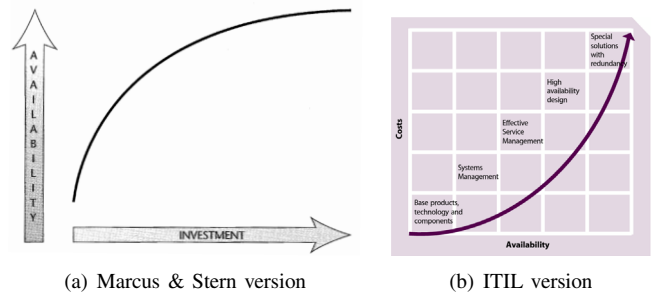 AVAILABILITY
INVESTMENT
(a) Marcus & Stern version
Costs
Special
solutions
with
redundancy
High
availability
design
Effective
Service
Management
Systems
Management
Base products,
technology and
components
Availability
(b) ITIL version